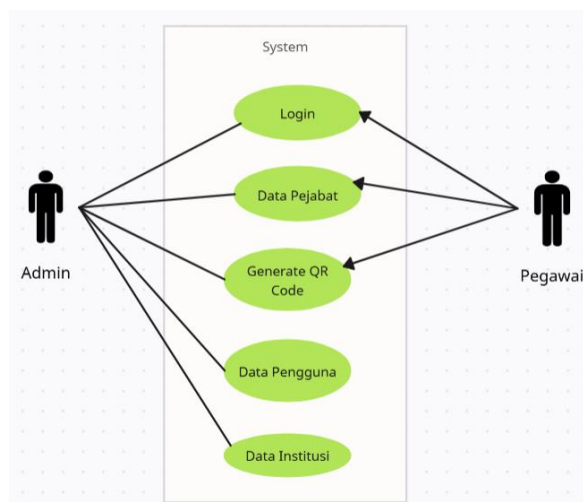 System
Login
Data Pejabat
Generate QR
Code
Data Pengguna
Data Institusi
Admin
Pegawai